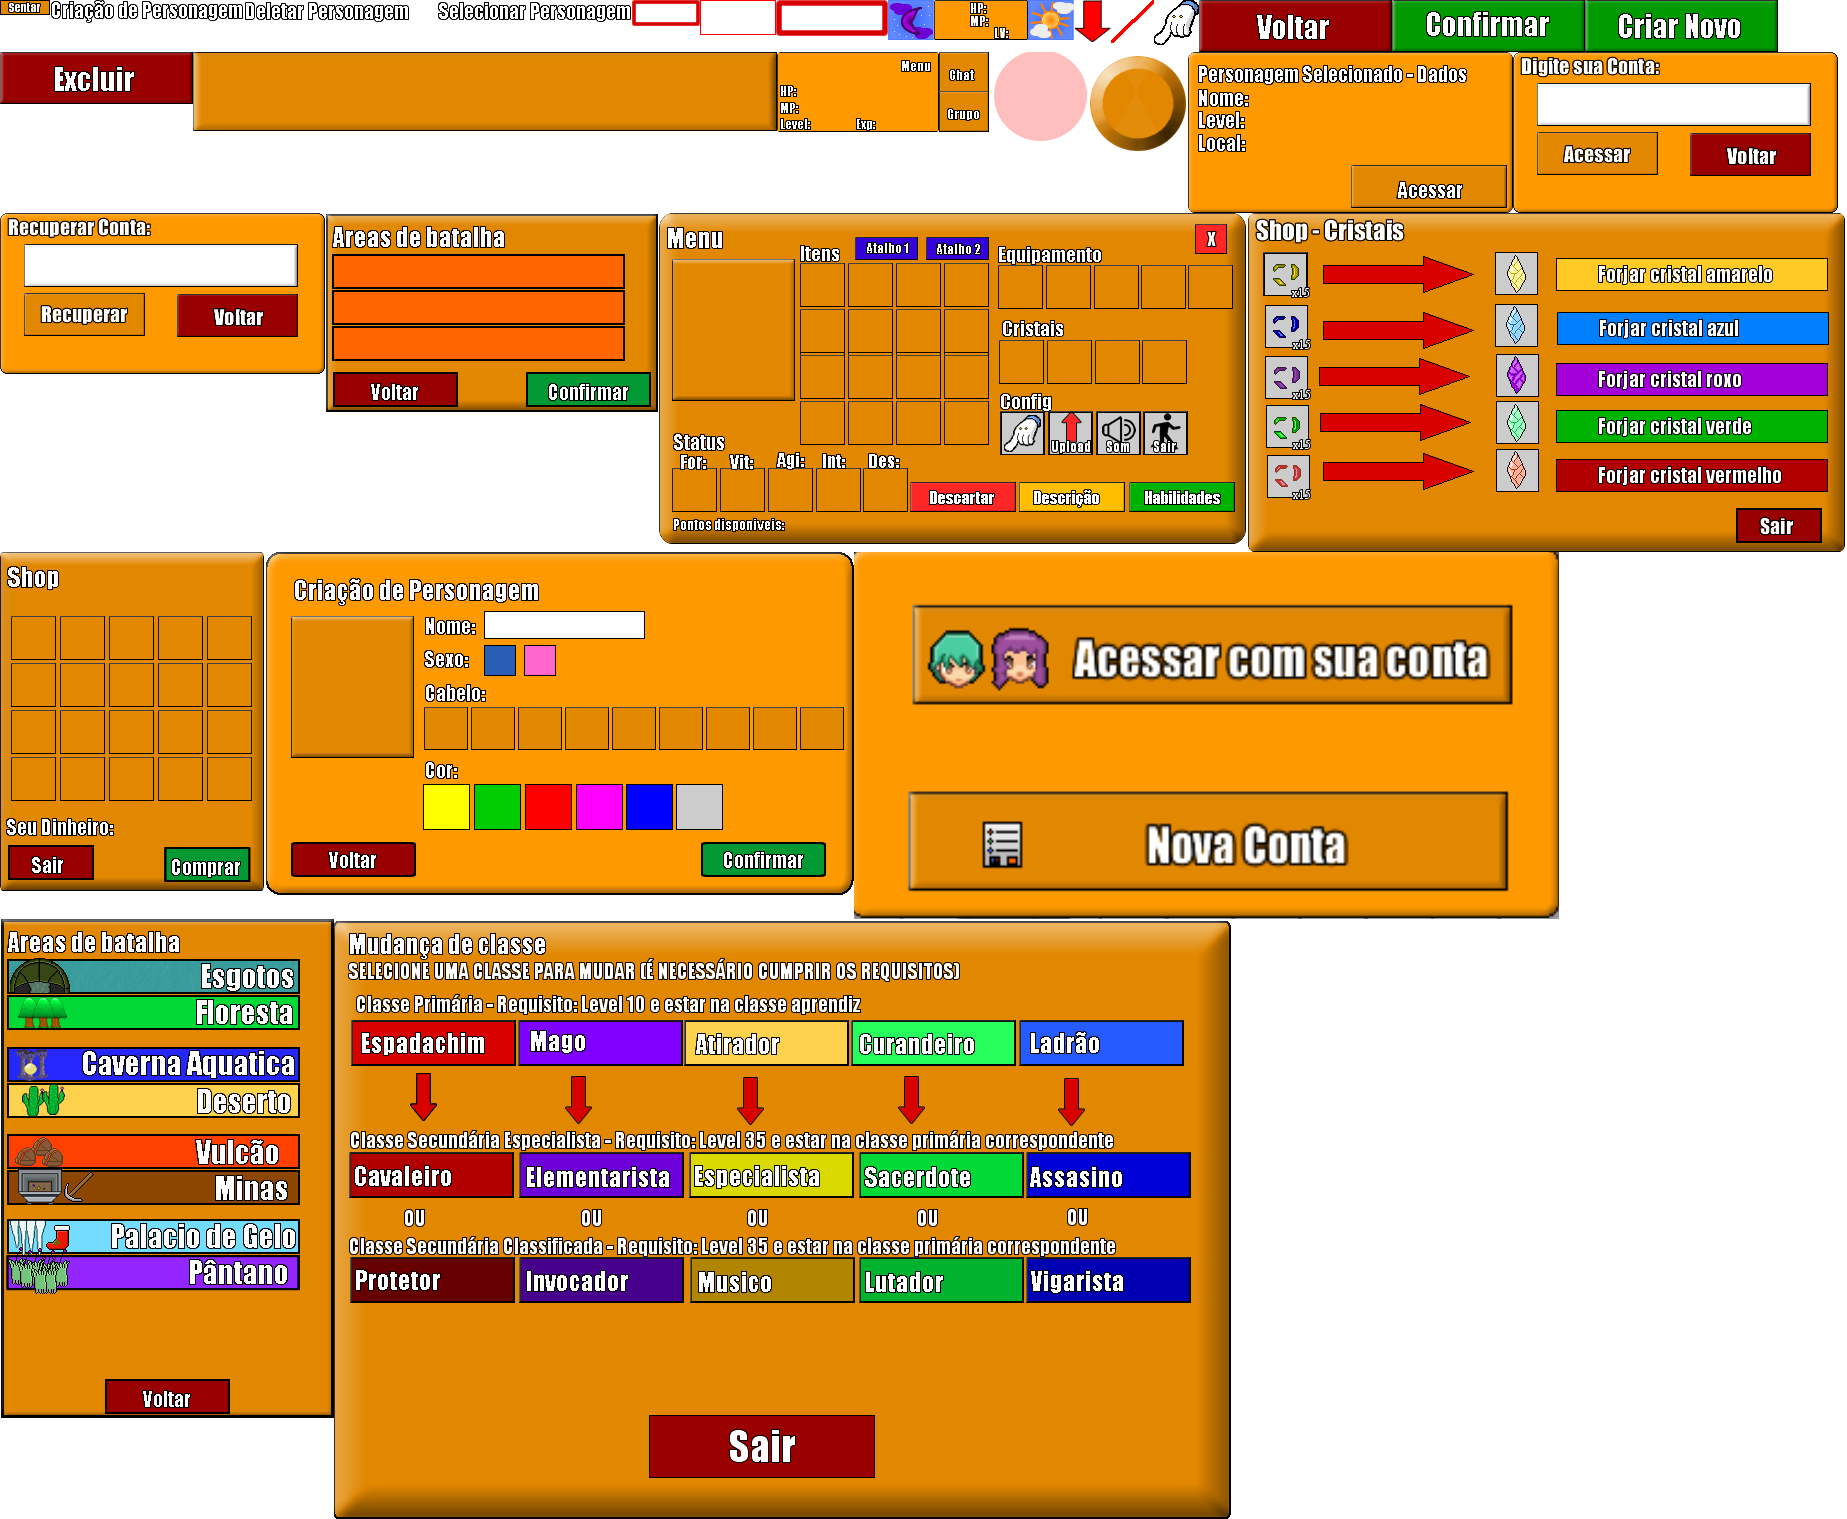 Sentar
Criação de Personagem
Deletar Personagem
Selecionar Personagem
HP:
MP:
LV:
Voltar
Confirmar
Criar Novo
Excluir
Menu
HP:
MP:
Level:
Exp:
Chat
Grupo
Personagem Selecionado - Dados
Nome:
Level:
Local:
Acessar
Digite sua Conta:
Acessar
Voltar
Recuperar Conta:
Recuperar
Voltar
Areas de batalha
Voltar
Confirmar
Menu
X
Itens
Atalho 1
Atalho 2
Equipamento
Cristais
Config
Upload
Som
Sair
Status
For:
Vit:
Agi:
Int:
Des:
Descartar
Descrição
Habilidades
Pontos disponiveis:
Shop - Cristais
x15
Forjar cristal amarelo
x15
Forjar cristal azul
x15
Forjar cristal roxo
x15
Forjar cristal verde
x15
Forjar cristal vermelho
Sair
Shop
Seu Dinheiro:
Sair
Comprar
Criação de Personagem
Nome:
Sexo:
Cabelo:
Cor:
Voltar
Confirmar
Acessar com sua conta
Nova Conta
Areas de batalha
Esgotos
Floresta
Caverna Aquatica
Deserto
Vulcão
Minas
Palacio de Gelo
Pântano
Voltar
Mudança de classe
SELECIONE UMA CLASSE PARA MUDAR (É NECESSÁRIO CUMPRIR OS REQUISITOS)
Classe Primária - Requisito: Level 10 e estar na classe aprendiz
Espadachim
Mago
Atirador
Curandeiro
Ladrão
Classe Secundária Especialista - Requisito: Level 35 e estar na classe primária correspondente
Cavaleiro
Elementarista
Especialista
Sacerdote
Assasino
OU
OU
OU
OU
OU
Classe Secundária Classificada - Requisito: Level 35 e estar na classe primária correspondente
Protetor
Invocador
Musico
Lutador
Vigarista
Sair